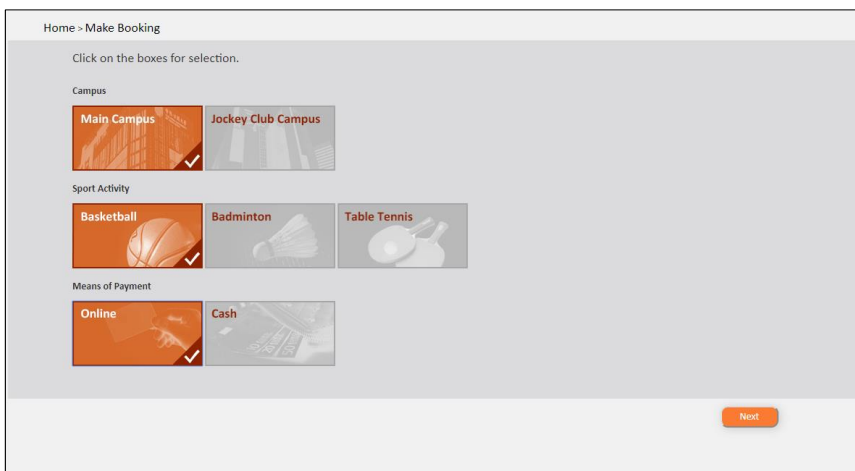 Home > Make Booking
Click on the boxes for selection.
Campus
Main Campus Jockey Club Campus
Sport Activity
Basketball Badminton Table Tennis
Means of Payment
Online Cash
Next